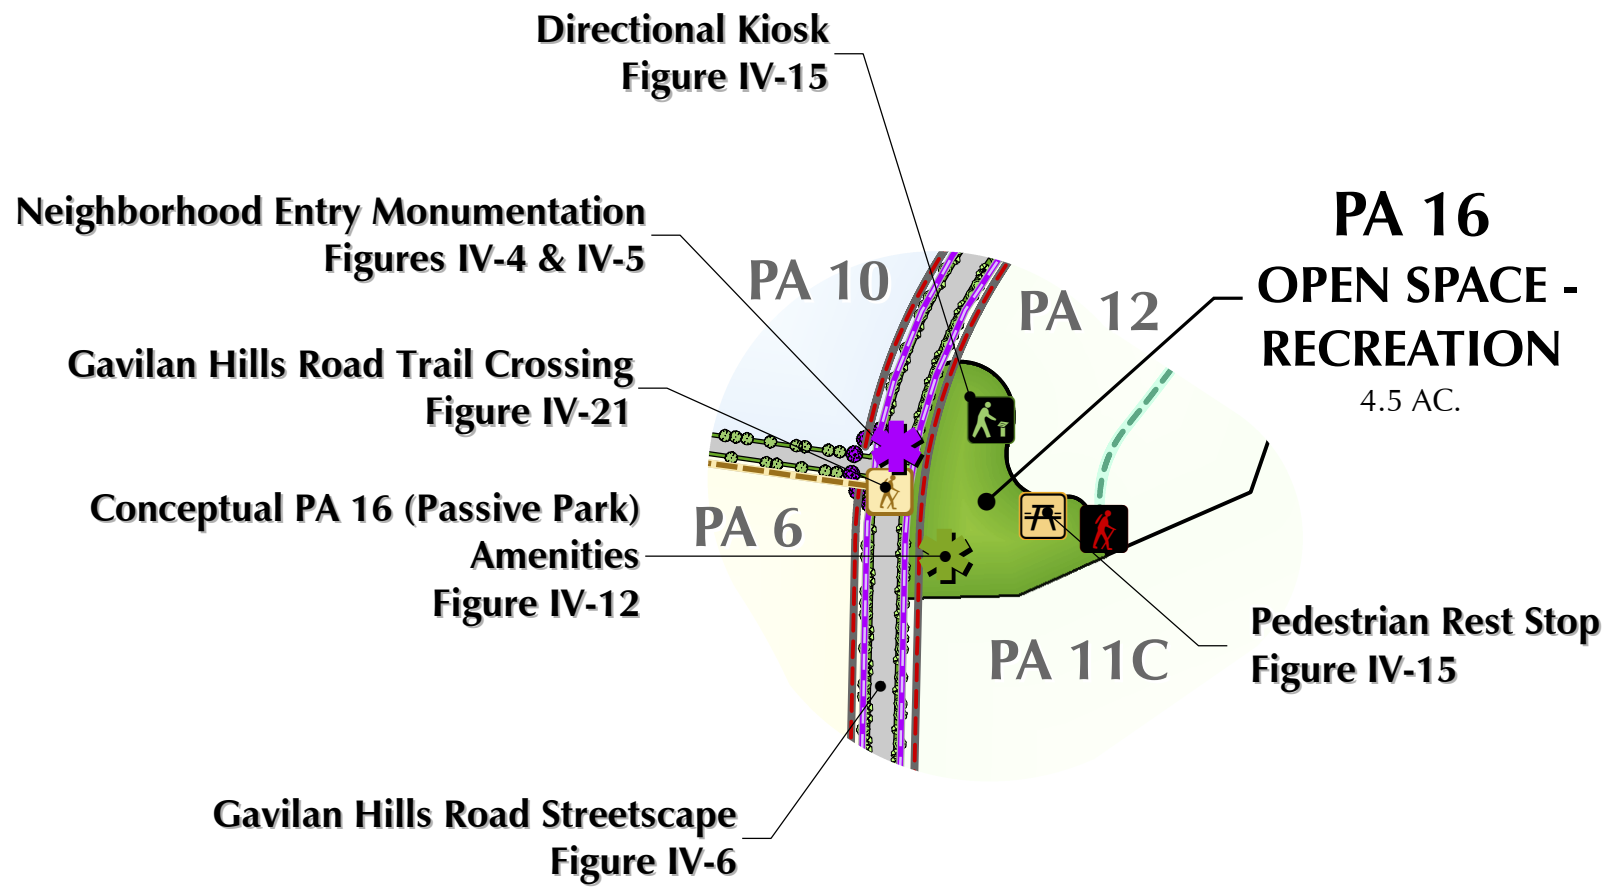 Directional Kiosk
Figure IV-15
Neighborhood Entry Monumentation
Figures IV-4 & IV-5
PA 16
OPEN SPACE -
RECREATION
4.5 AC.
PA 10
PA 12
Gavilan Hills Road Trail Crossing
Figure IV-21
Conceptual PA 16 (Passive Park)
Amenities
Figure IV-12
PA 6
PA 11C
Pedestrian Rest Stop
Figure IV-15
Gavilan Hills Road Streetscape
Figure IV-6